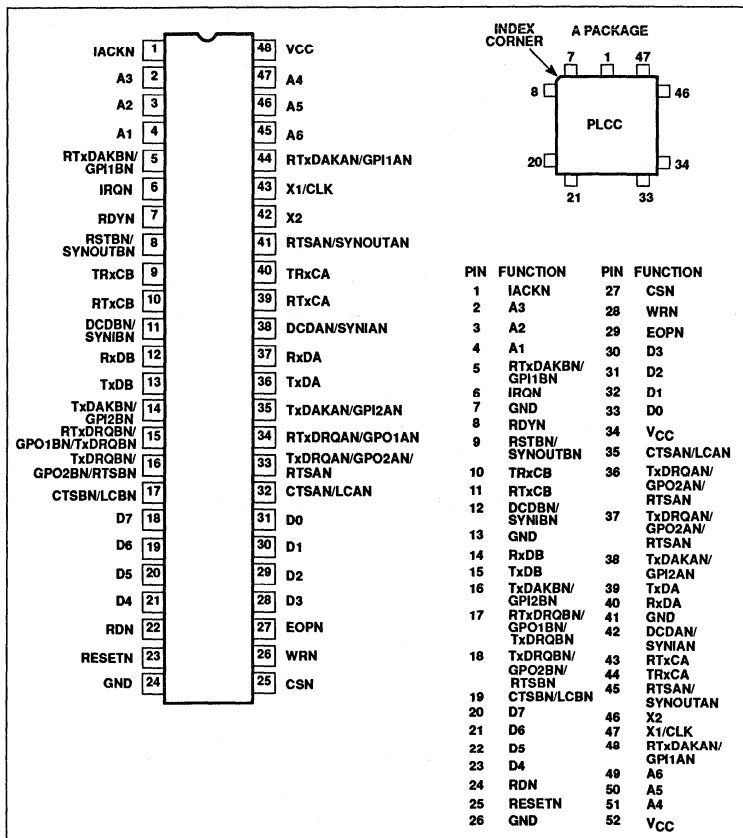 IACKN 1
A3 2
A2 3
A1 4
RTxDAKBN/
GPI1BN 5
IRQN 6
RDYN 7
RSTBN/
SYNOUTBN 8
TRxCB 9
RTxCB 10
DCDBN/
SYNIBN 11
RxDB 12
TxDB 13
TxDAKBN/
GPI2BN 14
RTxDRQBN/
GPO1BN/TxDRQBN 15
TxDRQBN/
GPO2BN/RTSBN 16
CTSBN/LCBN 17
D7 18
D6 19
D5 20
D4 21
RDN 22
RESETN 23
GND 24
48 VCC
47 A4
46 A5
45 A6
44 RTxDAKAN/GPI1AN
43 X1/CLK
42 X2
41 RTSAN/SYNOUTAN
40 TRxCA
39 RTxCA
38 DCDAN/SYNIAN
37 RxDA
36 TxDA
35 TxDAKAN/GPI2AN
34 RTxDRQAN/GPO1AN
33 TxDRQAN/GPO2AN/
RTSAN
32 CTSAN/LCAN
31 D0
30 D1
29 D2
28 D3
27 EOPN
26 WRN
25 CSN
INDEX
CORNER
A PACKAGE
7 1 47
8 46
PLCC
20 34
21 33
PIN FUNCTION
1 IACKN
2 A3
3 A2
4 A1
5 RTxDAKBN/
GPI1BN
6 IRQN
7 GND
8 RDYN
9 RSTBN/
SYNOUTBN
10 TRxCB
11 RTxCB
12 DCDBN/
SYNIBN
13 GND
14 RxDB
15 TxDB
16 TxDAKBN/
GPI2BN
17 RTxDRQBN/
GPO1BN/
TxDRQBN
18 TxDRQBN/
GPO2BN/
RTSBN
19 CTSBN/LCBN
20 D7
21 D6
22 D5
23 D4
24 RDN
25 RESETN
26 GND
PIN FUNCTION
27 CSN
28 WRN
29 EOPN
30 D3
31 D2
32 D1
33 D0
34 VCC
35 CTSAN/LCAN
36 TxDRQAN/
GPO2AN/
RTSAN
37 TxDRQAN/
GPO2AN/
RTSAN
38 TxDAKAN/
GPI2AN
39 TxDA
40 RxDA
41 GND
42 DCDAN/
SYNIAN
43 RTxCA
44 TRxCA
45 RTSAN/
SYNOUTAN
46 X2
47 X1/CLK
48 RTxDAKAN/
GPI1AN
49 A6
50 A5
51 A4
52 VCC